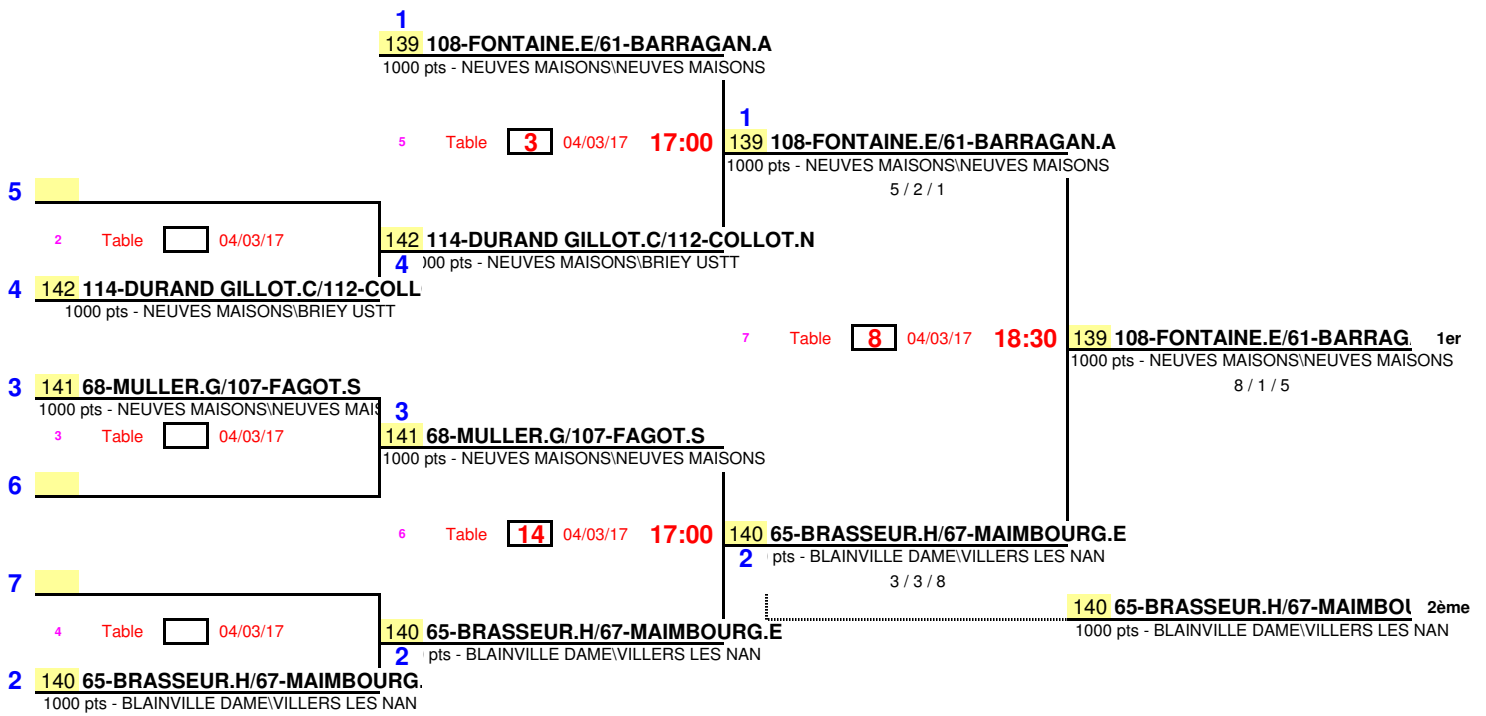 1
139 108-FONTAINE.E/61-BARRAGAN.A
1000 pts - NEUVES MAISONS\NEUVES MAISONS
5 Table 3 04/03/17 17:00
1
139 108-FONTAINE.E/61-BARRAGAN.A
1000 pts - NEUVES MAISONS\NEUVES MAISONS
5 / 2 / 1
5
2 Table 04/03/17
142 114-DURAND GILLOT.C/112-COLLOT.N
4 000 pts - NEUVES MAISONS\BRIEY USTT
4 142 114-DURAND GILLOT.C/112-COLL
1000 pts - NEUVES MAISONS\BRIEY USTT
7 Table 8 04/03/17 18:30
139 108-FONTAINE.E/61-BARRAG. 1er
1000 pts - NEUVES MAISONS\NEUVES MAISONS
8 / 1 / 5
3 141 68-MULLER.G/107-FAGOT.S
1000 pts - NEUVES MAISONS\NEUVES MAIS
3 Table 04/03/17
3
141 68-MULLER.G/107-FAGOT.S
1000 pts - NEUVES MAISONS\NEUVES MAISONS
6
6 Table 14 04/03/17 17:00
140 65-BRASSEUR.H/67-MAIMBOURG.E
2 pts - BLAINVILLE DAME\VILLERS LES NAN
3 / 3 / 8
7
4 Table 04/03/17
140 65-BRASSEUR.H/67-MAIMBOURG.E
2 pts - BLAINVILLE DAME\VILLERS LES NAN
140 65-BRASSEUR.H/67-MAIMBOU 2ème
1000 pts - BLAINVILLE DAME\VILLERS LES NAN
2 140 65-BRASSEUR.H/67-MAIMBOURG.
1000 pts - BLAINVILLE DAME\VILLERS LES NAN